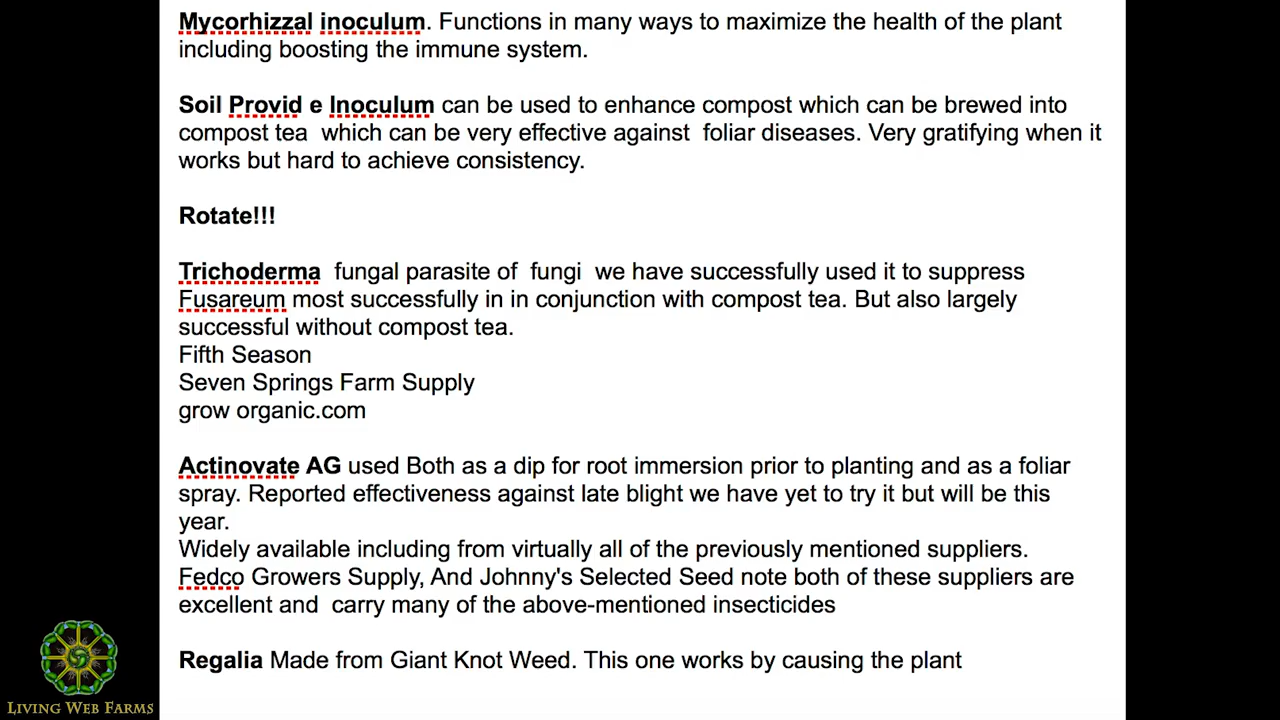 Mycorhizzal inoculum. Functions in many ways to maximize the health of the plant
including boosting the immune system.
Soil Provid e Inoculum can be used to enhance compost which can be brewed into
compost tea  which can be very effective against  foliar diseases. Very gratifying when it
works but hard to achieve consistency.
Rotate!!!
Trichoderma  fungal parasite of  fungi  we have successfully used it to suppress
Fusareum most successfully in in conjunction with compost tea. But also largely
successful without compost tea.
Fifth Season
Seven Springs Farm Supply
grow organic.com
Actinovate AG used Both as a dip for root immersion prior to planting and as a foliar
spray. Reported effectiveness against late blight we have yet to try it but will be this
year.
Widely available including from virtually all of the previously mentioned suppliers.
Fedco Growers Supply, And Johnny's Selected Seed note both of these suppliers are
excellent and  carry many of the above-mentioned insecticides
Regalia Made from Giant Knot Weed. This one works by causing the plant
LIVING WEB FARMS